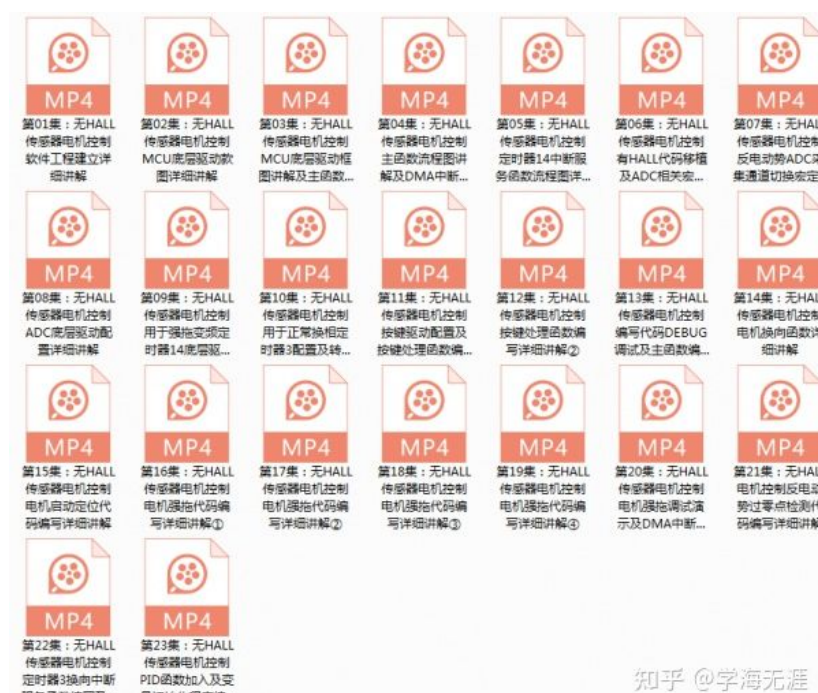 MP4 MP4 MP4 MP4 MP4 MP4 MP4
第01集：无HALL
传感器电机控制
软件工程建立详
细讲解
第02集：无HALL
传感器电机控制
MCU底层驱动款
图详细讲解
第03集：无HALL
传感器电机控制
MCU底层驱动框
图讲解及主函数...
第04集：无HALL
传感器电机控制
主函数流程图讲
解及DMA中断...
第05集：无HALL
传感器电机控制
定时器14中断服
务函数流程图详...
第06集：无HALL
传感器电机控制
有HALL代码移植
及ADC相关宏...
第07集：无HALL
传感器电机控制
反电动势ADC采
集通道切换宏定
MP4 MP4 MP4 MP4 MP4 MP4 MP4
第08集：无HALL
传感器电机控制
ADC底层驱动配
置详细讲解
第09集：无HALL
传感器电机控制
用于强拖变频定
时器14底层驱...
第10集：无HALL
传感器电机控制
用于正常换相定
时器3配置及转...
第11集：无HALL
传感器电机控制
按键驱动配置及
按键处理函数编...
第12集：无HALL
传感器电机控制
按键处理函数编
写详细讲解②
第13集：无HALL
传感器电机控制
编写代码DEBUG
调试及主函数编...
第14集：无HALL
传感器电机控制
电机换向函数详
细讲解
MP4 MP4 MP4 MP4 MP4 MP4 MP4
第15集：无HALL
传感器电机控制
电机启动定位代
码编写详细讲解
第16集：无HALL
传感器电机控制
电机强拖代码编
写详细讲解①
第17集：无HALL
传感器电机控制
电机强拖代码编
写详细讲解②
第18集：无HALL
传感器电机控制
电机强拖代码编
写详细讲解③
第19集：无HALL
传感器电机控制
电机强拖代码编
写详细讲解④
第20集：无HALL
传感器电机控制
电机强拖调试演
示及DMA中断...
第21集：无HALL
电机控制反电动
势过零点检测代
码编写详细讲解
MP4 MP4
第22集：无HALL
传感器电机控制
定时器3换向中断
第23集：无HALL
传感器电机控制
PID函数加入及变
知乎 @学海无涯